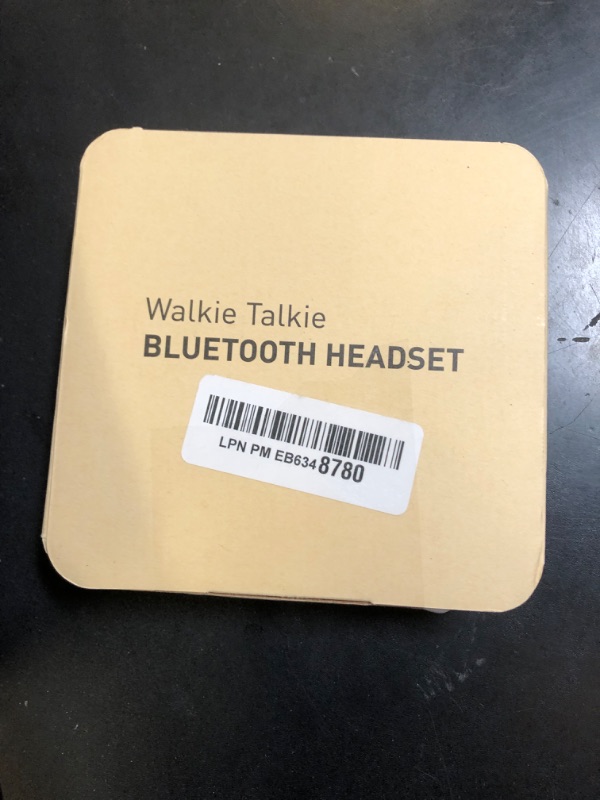 Walkie Talkie
BLUETOOTH HEADSET
LPN PM EB6348780